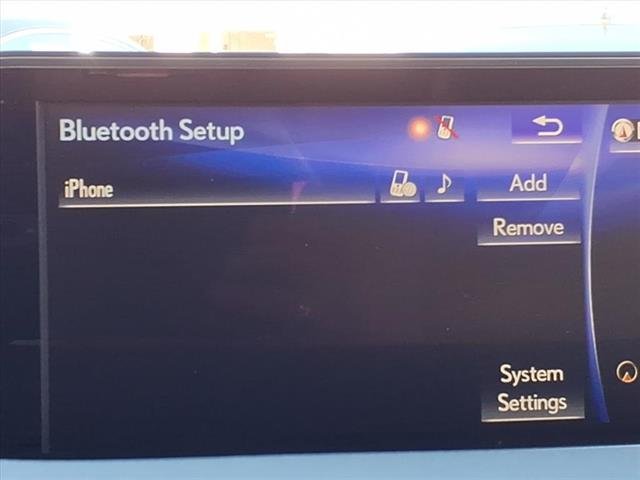 Bluetooth Setup
iPhone
Add
Remove
System
Settings